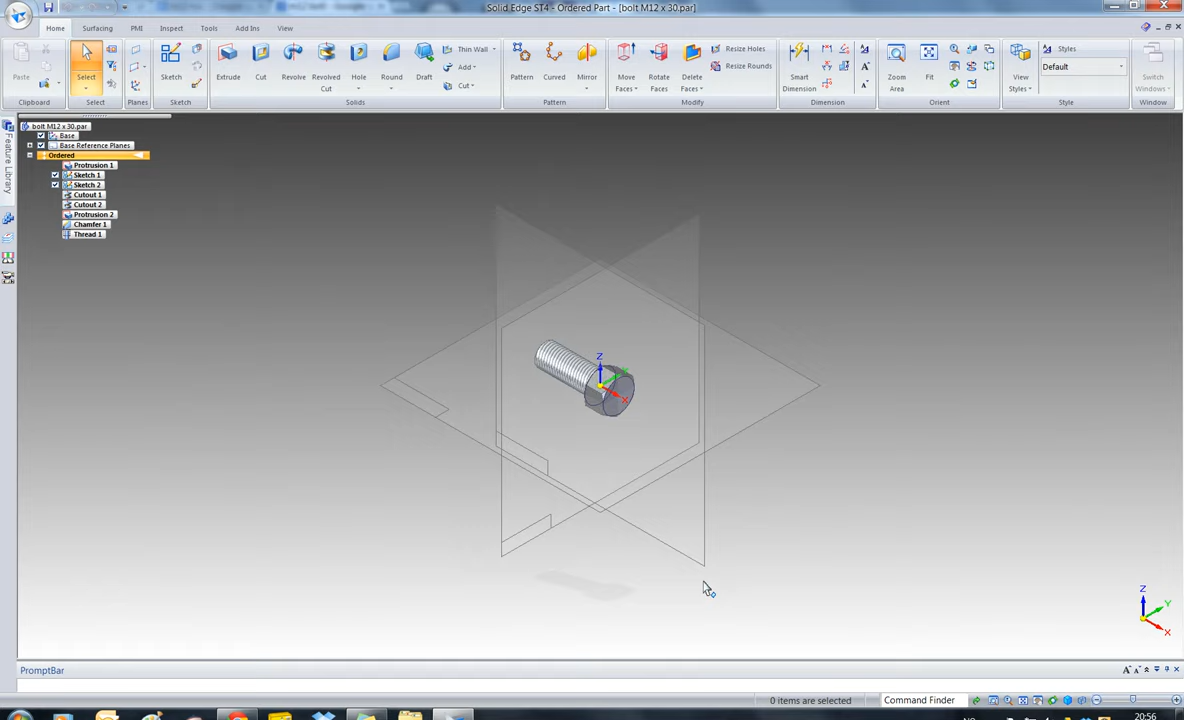 Solid Edge ST4 - Ordered Part - [bolt M12 x 30.par]
Home Surfacing PMI Inspect Tools Add Ins View
Paste
Clipboard
Select
Select
Planes
Sketch
Sketch
Extrude Cut Revolve Revolved Cut Hole Round Draft
Thin Wall
Add
Cut
Solids
Pattern Curved Mirror
Pattern
Move Faces Rotate Faces Delete Faces
Resize Holes
Resize Rounds
Modify
Smart Dimension
Dimension
Zoom Area Fit
Orient
View Styles
Styles
Default
Style
Switch Windows
Window
Feature Library
bolt M12 x 30.par
Base
Base Reference Planes
Ordered
Protrusion 1
Sketch 1
Sketch 2
Cutout 1
Cutout 2
Protrusion 2
Chamfer 1
Thread 1
Z
X
Z
Y
X
PromptBar
0 items are selected Command Finder
20:56